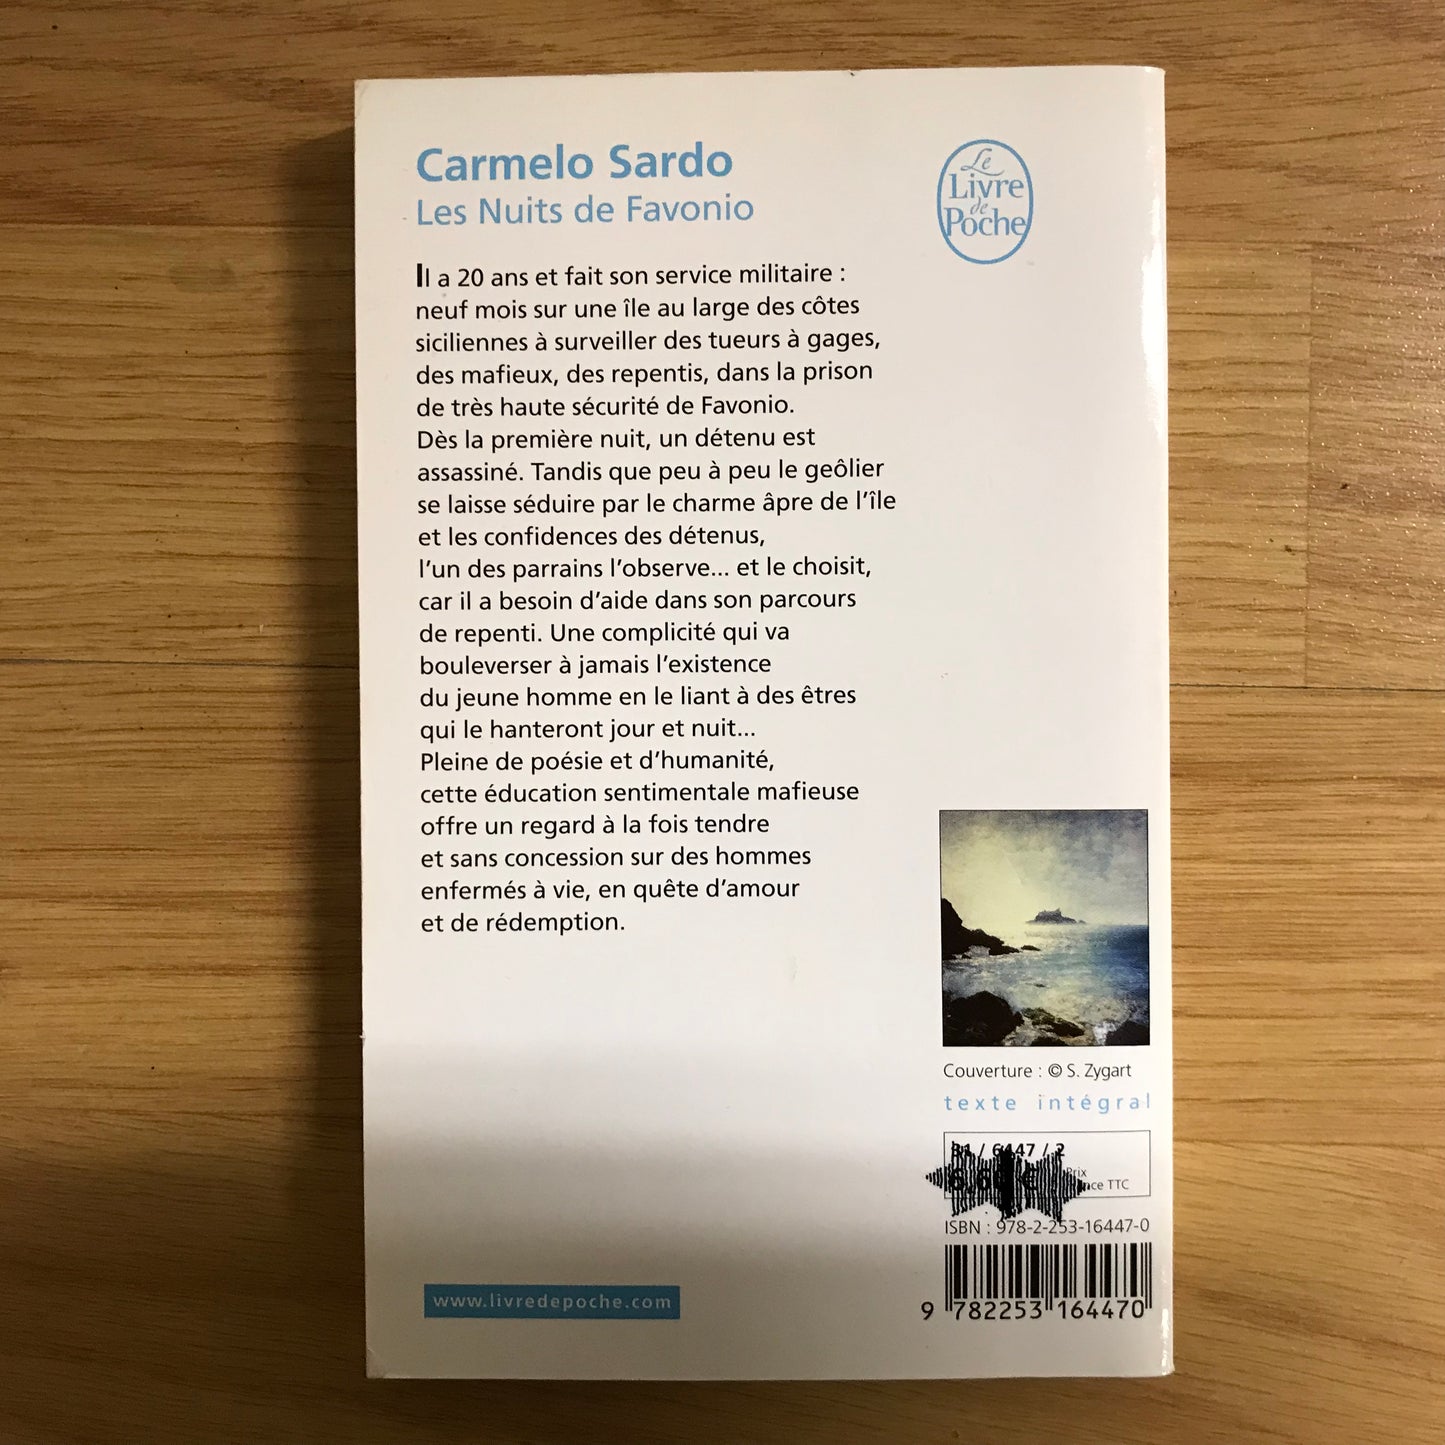 Carmelo Sardo
Les Nuits de Favonio
Le
Livre
de
Poche
Il a 20 ans et fait son service militaire :
neuf mois sur une île au large des côtes
siciliennes à surveiller des tueurs à gages,
des mafieux, des repentis, dans la prison
de très haute sécurité de Favonio.
Dès la première nuit, un détenu est
assassiné. Tandis que peu à peu le geôlier
se laisse séduire par le charme âpre de l'île
et les confidences des détenus,
l'un des parrains l'observe... et le choisit,
car il a besoin d'aide dans son parcours
de repenti. Une complicité qui va
bouleverser à jamais l'existence
du jeune homme en le liant à des êtres
qui le hanteront jour et nuit...
Pleine de poésie et d'humanité,
cette éducation sentimentale mafieuse
offre un regard à la fois tendre
et sans concession sur des hommes
enfermés à vie, en quête d'amour
et de rédemption.
Couverture : © S. Zygart
texte intégral
/ 2
Prix
TTC
ISBN : 978-2-253-16447-0
9 782253 164470
www.livredepoche.com